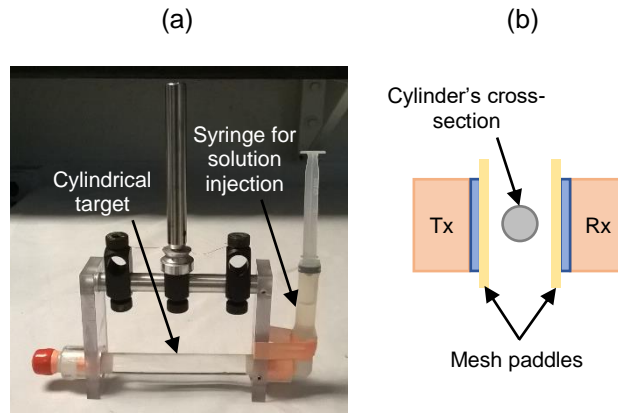 (a)
(b)
Syringe for
solution
injection
Cylindrical
target
Cylinder's cross-
section
Tx
Rx
Mesh paddles